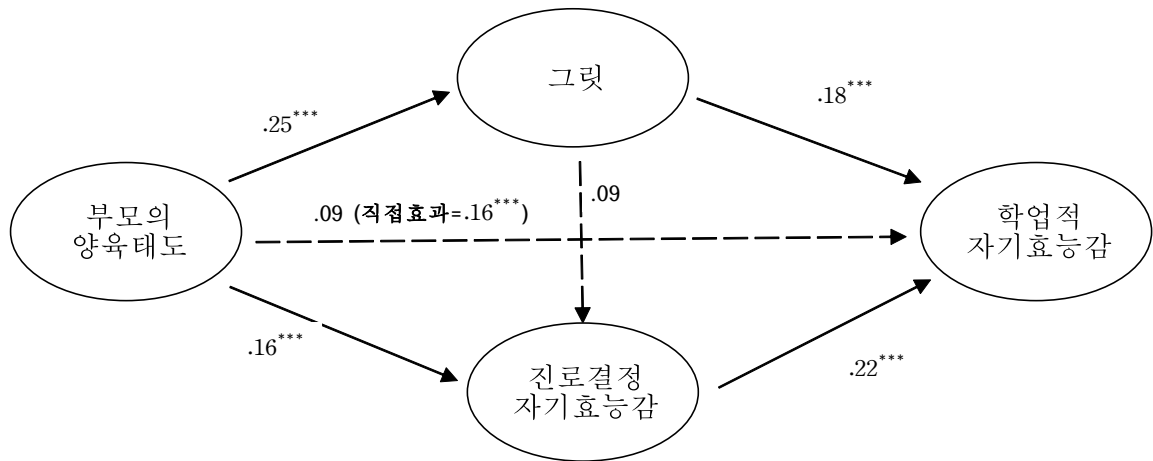 그릿
.18***
.25***
부모의
양육태도
.09 (직접효과=.16***)
.09
학업적
자기효능감
.16***
진로결정
자기효능감
.22***